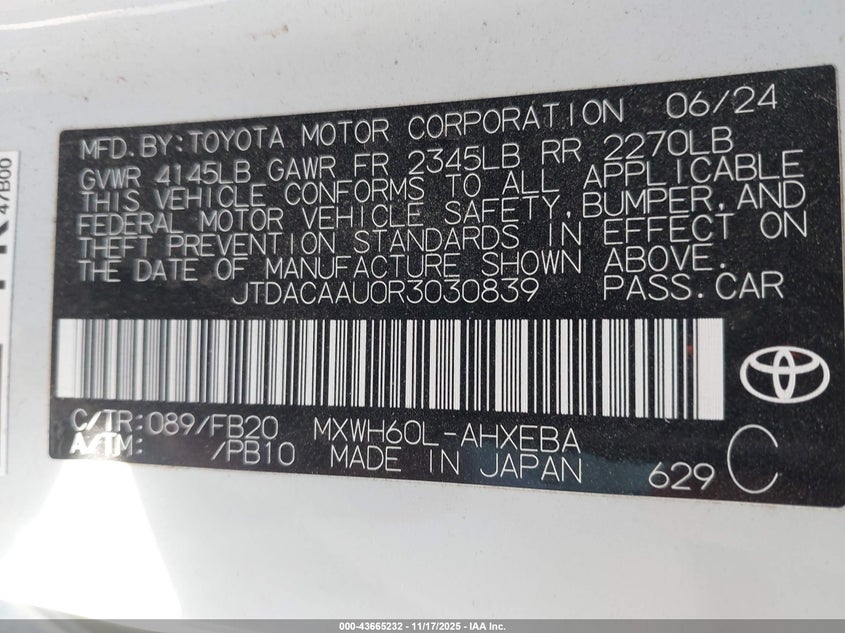 MFD.BY:TOYOTA MOTOR CORPORATION 06/24
GVWR 4145LB GAWR FR 2345LB RR 2270LB
THIS VEHICLE CONFORMS TO ALL APPLICABLE
FEDERAL MOTOR VEHICLE SAFETY,BUMPER,AND
THEFT PREVENTION STANDARDS IN EFFECT ON
THE DATE OF MANUFACTURE SHOWN ABOVE.
JTDACAAU0R3030839 PASS.CAR
C/TR:089/FB20 MXWH60L-AHXEBA
A/TM: /PB10 MADE IN JAPAN 629 C
47B00
000-43665232 - 11/17/2025 - IAA Inc.